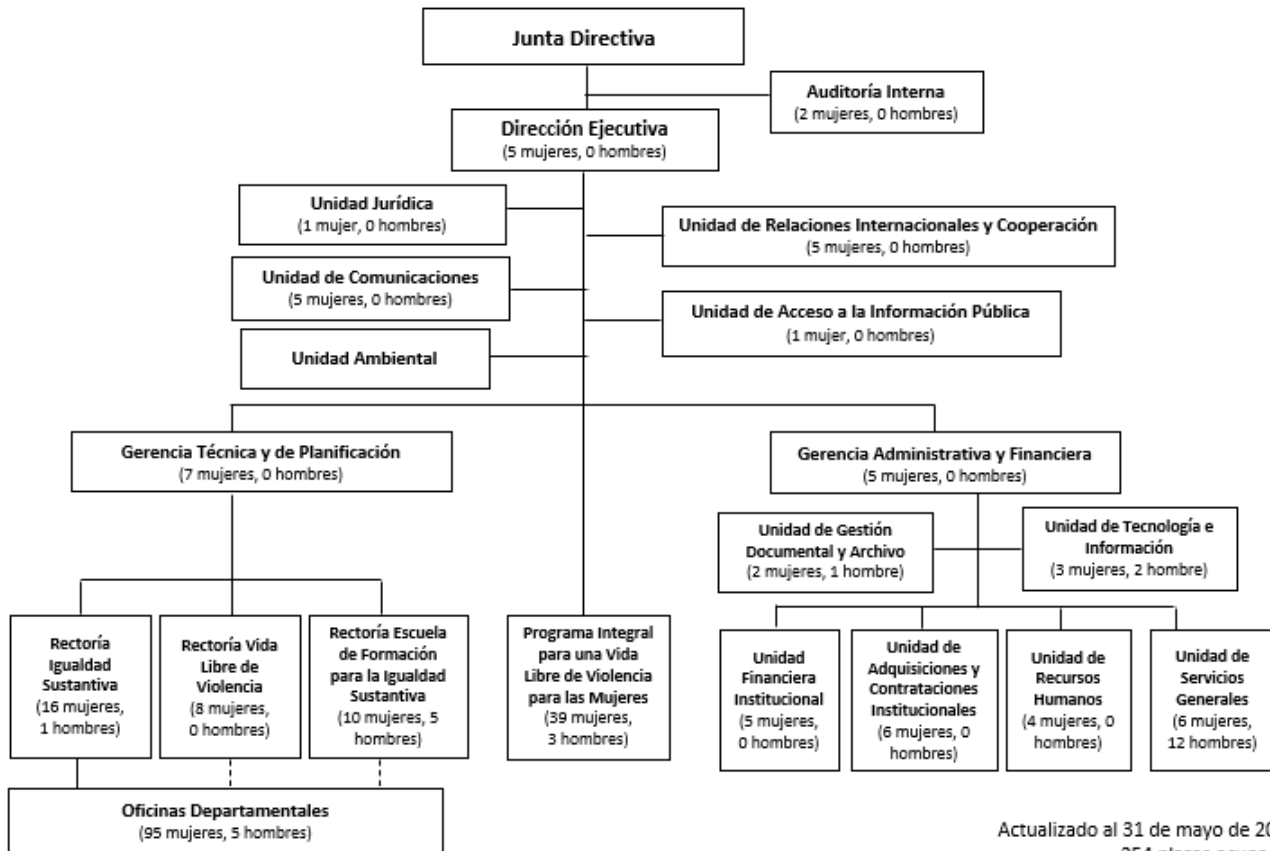 Junta Directiva
Auditoría Interna
(2 mujeres, 0 hombres)
Dirección Ejecutiva
(5 mujeres, 0 hombres)
Unidad Jurídica
(1 mujer, 0 hombres)
Unidad de Relaciones Internacionales y Cooperación
(5 mujeres, 0 hombres)
Unidad de Comunicaciones
(5 mujeres, 0 hombres)
Unidad de Acceso a la Información Pública
(1 mujer, 0 hombres)
Unidad Ambiental
Gerencia Técnica y de Planificación
(7 mujeres, 0 hombres)
Gerencia Administrativa y Financiera
(5 mujeres, 0 hombres)
Unidad de Gestión
Documental y Archivo
(2 mujeres, 1 hombre)
Unidad de Tecnología e
Información
(3 mujeres, 2 hombre)
Rectoría
Igualdad
Sustantiva
(16 mujeres,
1 hombres)
Rectoría Vida
Libre de
Violencia
(8 mujeres,
0 hombres)
Rectoría Escuela
de Formación
para la Igualdad
Sustantiva
(10 mujeres, 5
hombres)
Programa Integral
para una Vida
Libre de Violencia
para las Mujeres
(39 mujeres,
3 hombres)
Unidad
Financiera
Institucional
(5 mujeres,
0 hombres)
Unidad de
Adquisiciones y
Contrataciones
Institucionales
(6 mujeres, 0
hombres)
Unidad de
Recursos
Humanos
(4 mujeres, 0
hombres)
Unidad de
Servicios
Generales
(6 mujeres,
12 hombres)
Oficinas Departamentales
(95 mujeres, 5 hombres)
Actualizado al 31 de mayo de 20